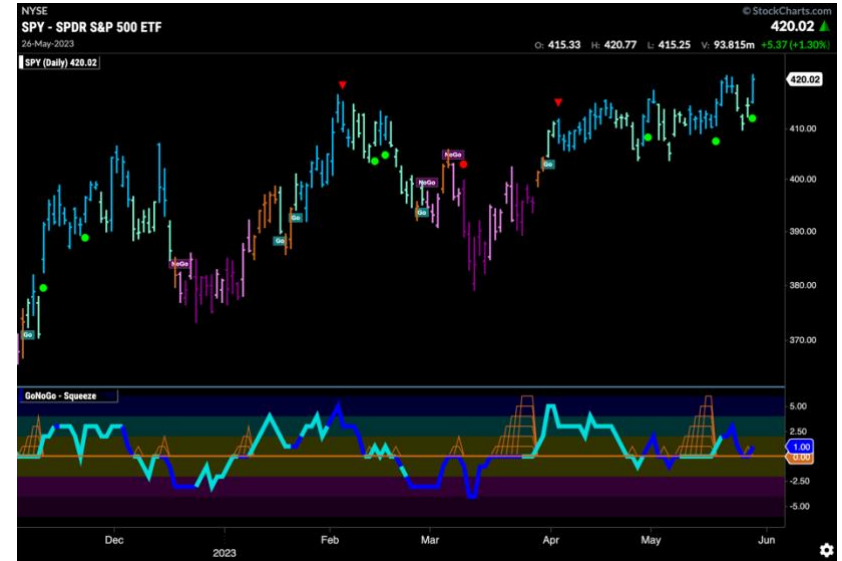 NYSE
© StockCharts.com
SPY - SPDR S&P 500 ETF
420.02
26-May-2023
O: 415.33 H: 420.77 L: 415.25 V: 93.815m +5.37 (+1.30%)
SPY (Daily) 420.02
420.02
410.00
400.00
390.00
380.00
370.00
NoGo
NoGo
NoGo
Go
Go
Go
Go
Go
Go
GoNoGo - Squeeze
5.00
2.50
1.00
0.00
-2.50
-5.00
Dec
Feb
Mar
Apr
May
Jun
2023